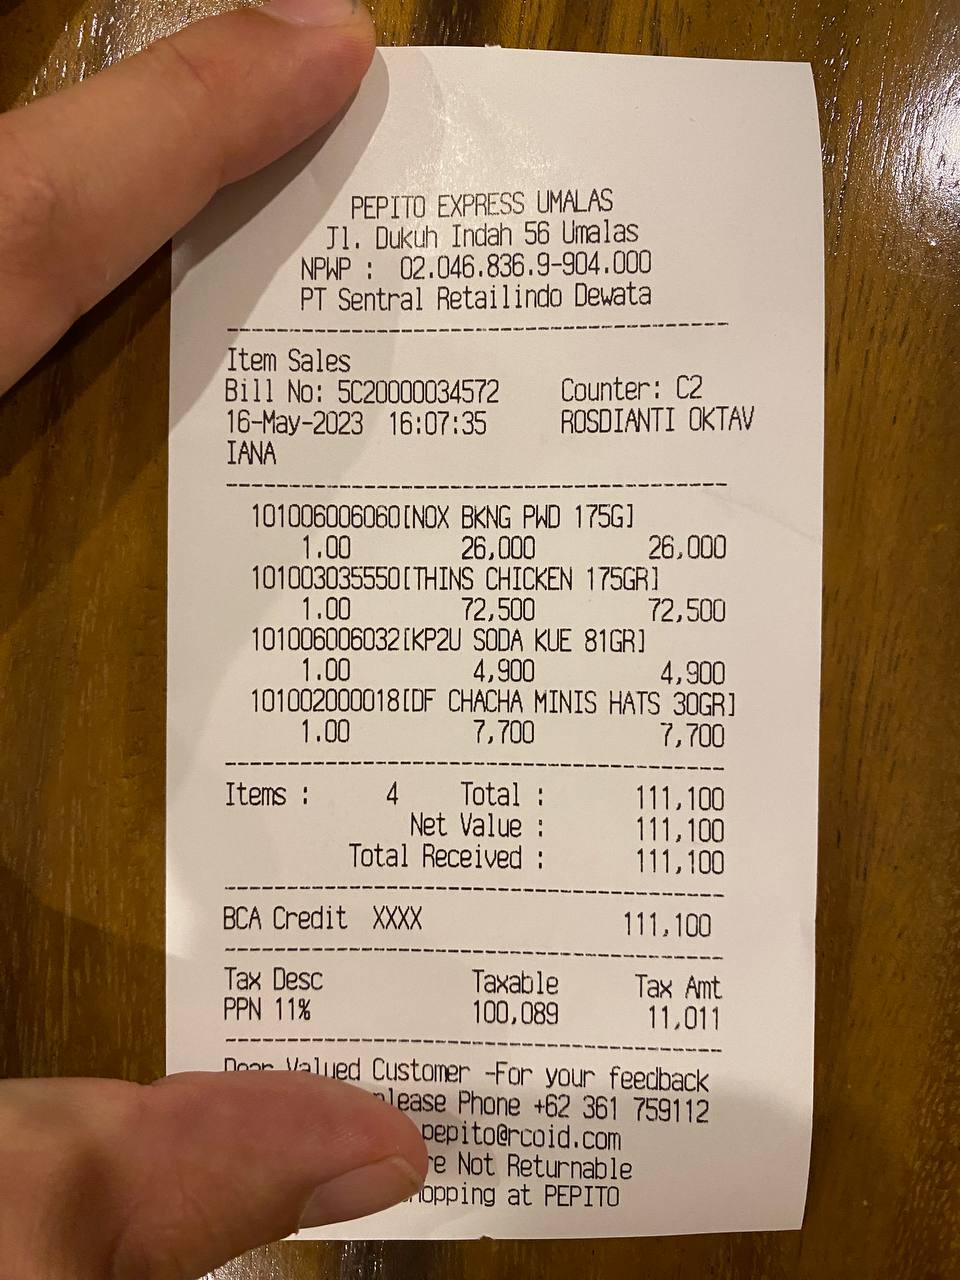 PEPITO EXPRESS UMALAS
Jl. Dukuh Indah 56 Umalas
NPWP : 02.046.836.9-904.000
PT Sentral Retailindo Dewata
Item Sales
Bill No: 5C20000034572 Counter: C2
16-May-2023 16:07:35 ROSDIANTI OKTAV
IANA
101006006060[NOX BKNG PWD 175G]
1.00 26,000 26,000
101003035550[THINS CHICKEN 175GR]
1.00 72,500 72,500
101006006032[KP2U SODA KUE 81GR]
1.00 4,900 4,900
101002000018[DF CHACHA MINIS HATS 30GR]
1.00 7,700 7,700
Items : 4 Total : 111,100
Net Value : 111,100
Total Received : 111,100
BCA Credit XXXX 111,100
Tax Desc Taxable Tax Amt
PPN 11% 100,089 11,011
Dear Valued Customer -For your feedback
please Phone +62 361 759112
pepito@rcoid.com
re Not Returnable
hopping at PEPITO